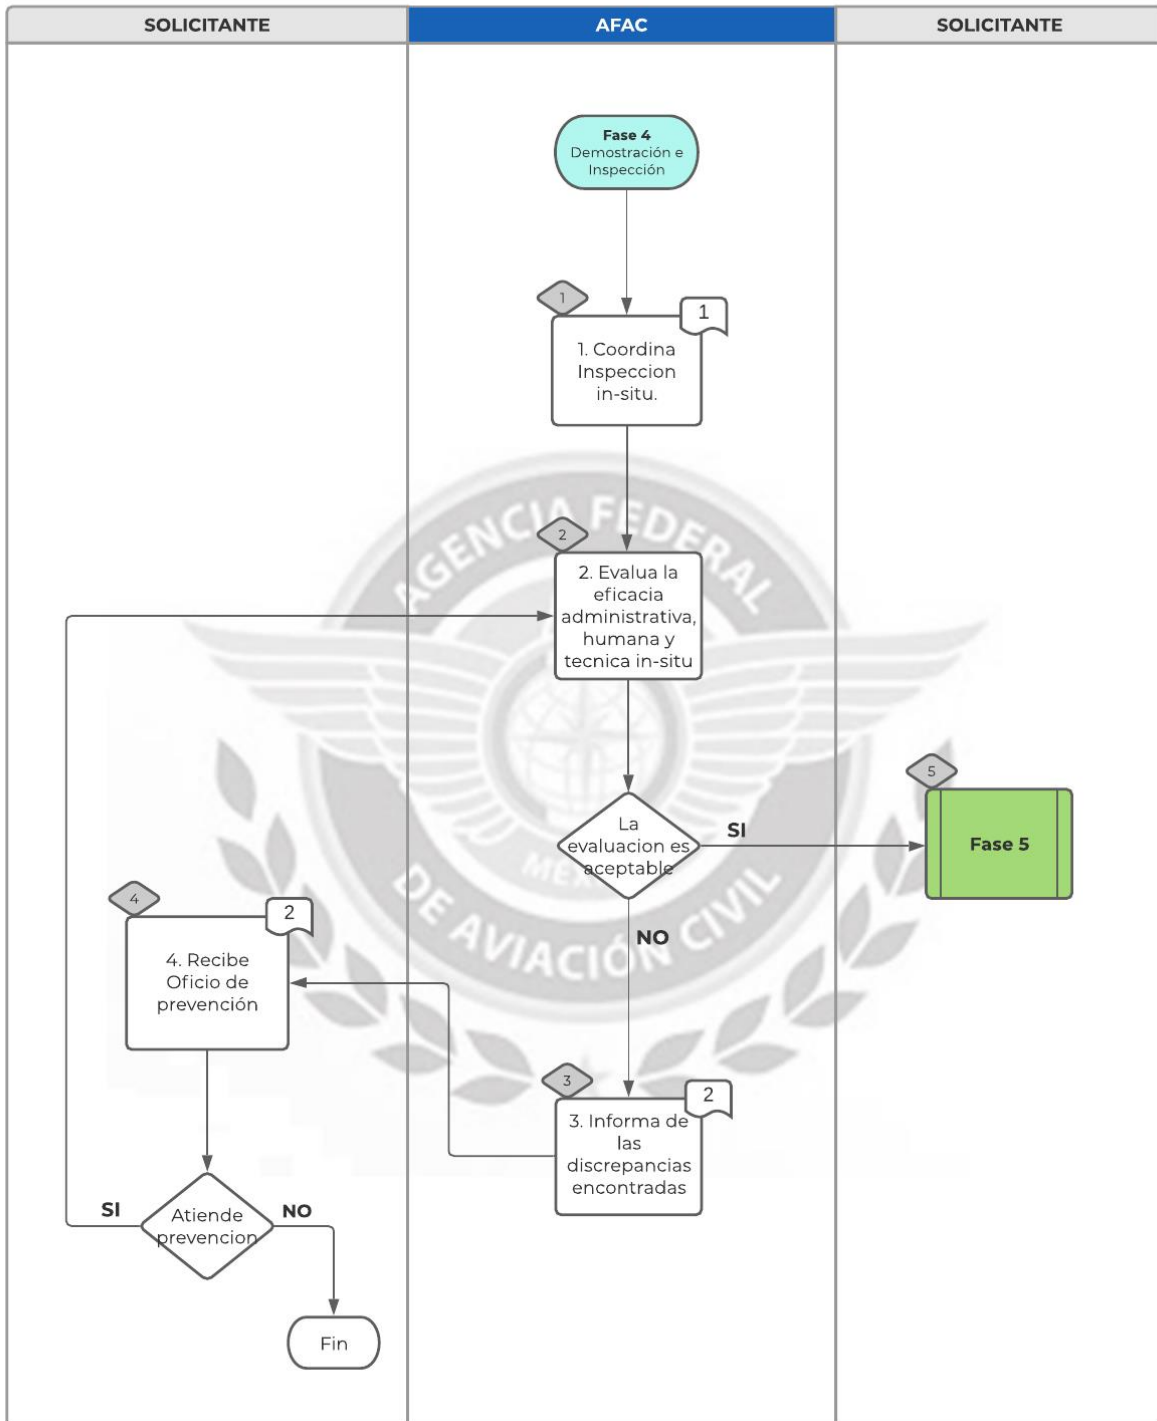 SOLICITANTE
AFAC
SOLICITANTE
Fase 4
Demostración e
Inspección
1
1
1. Coordina
Inspeccion
in-situ.
AGENCIA FEDERAL
2
2. Evalua la
eficacia
administrativa,
humana y
tecnica in-situ
La
evaluacion es
aceptable
SI
5
Fase 5
MÉXICO
DE AVIACIÓN CIVIL
NO
4
2
4. Recibe
Oficio de
prevención
3
2
3. Informa de
las
discrepancias
encontradas
SI
Atiende
prevencion
NO
Fin